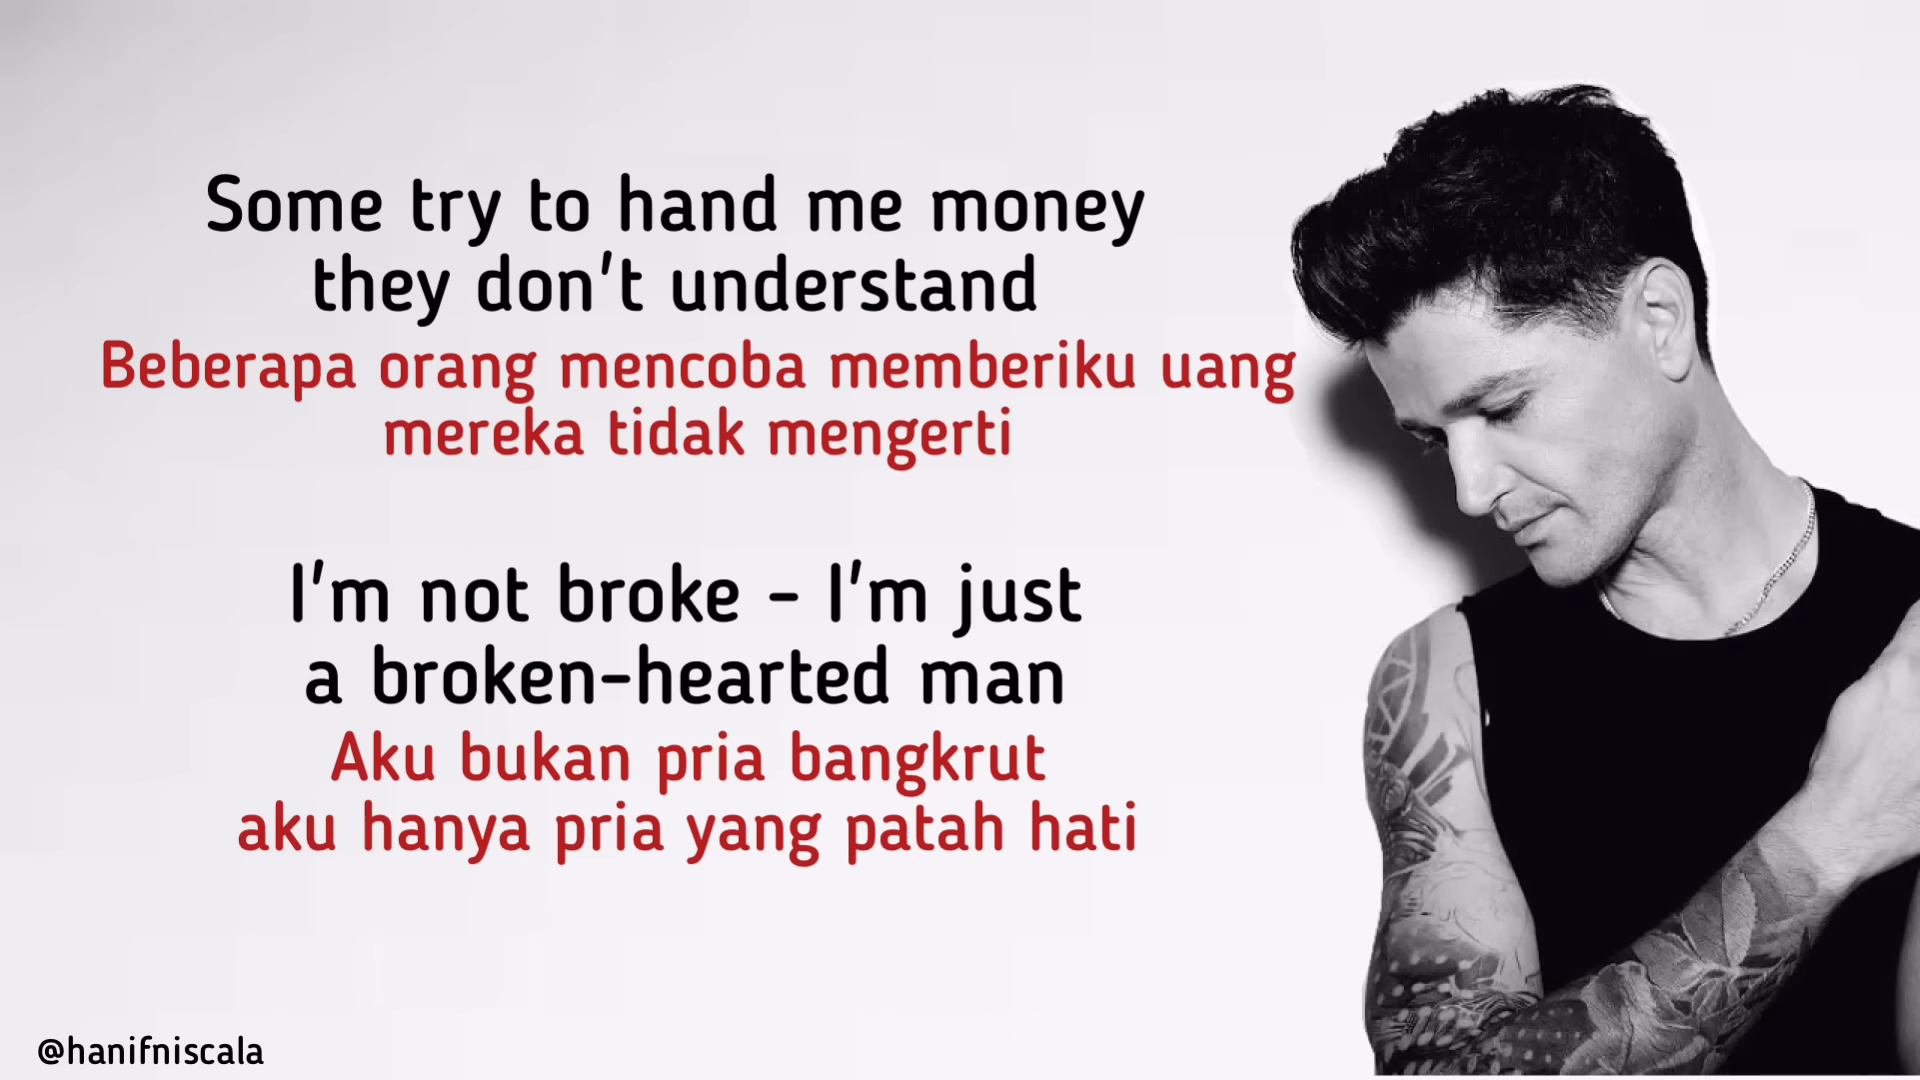 Some try to hand me money
they don't understand
Beberapa orang mencoba memberiku uang
mereka tidak mengerti
I'm not broke - I'm just
a broken-hearted man
Aku bukan pria bangkrut
aku hanya pria yang patah hati
@hanifniscala